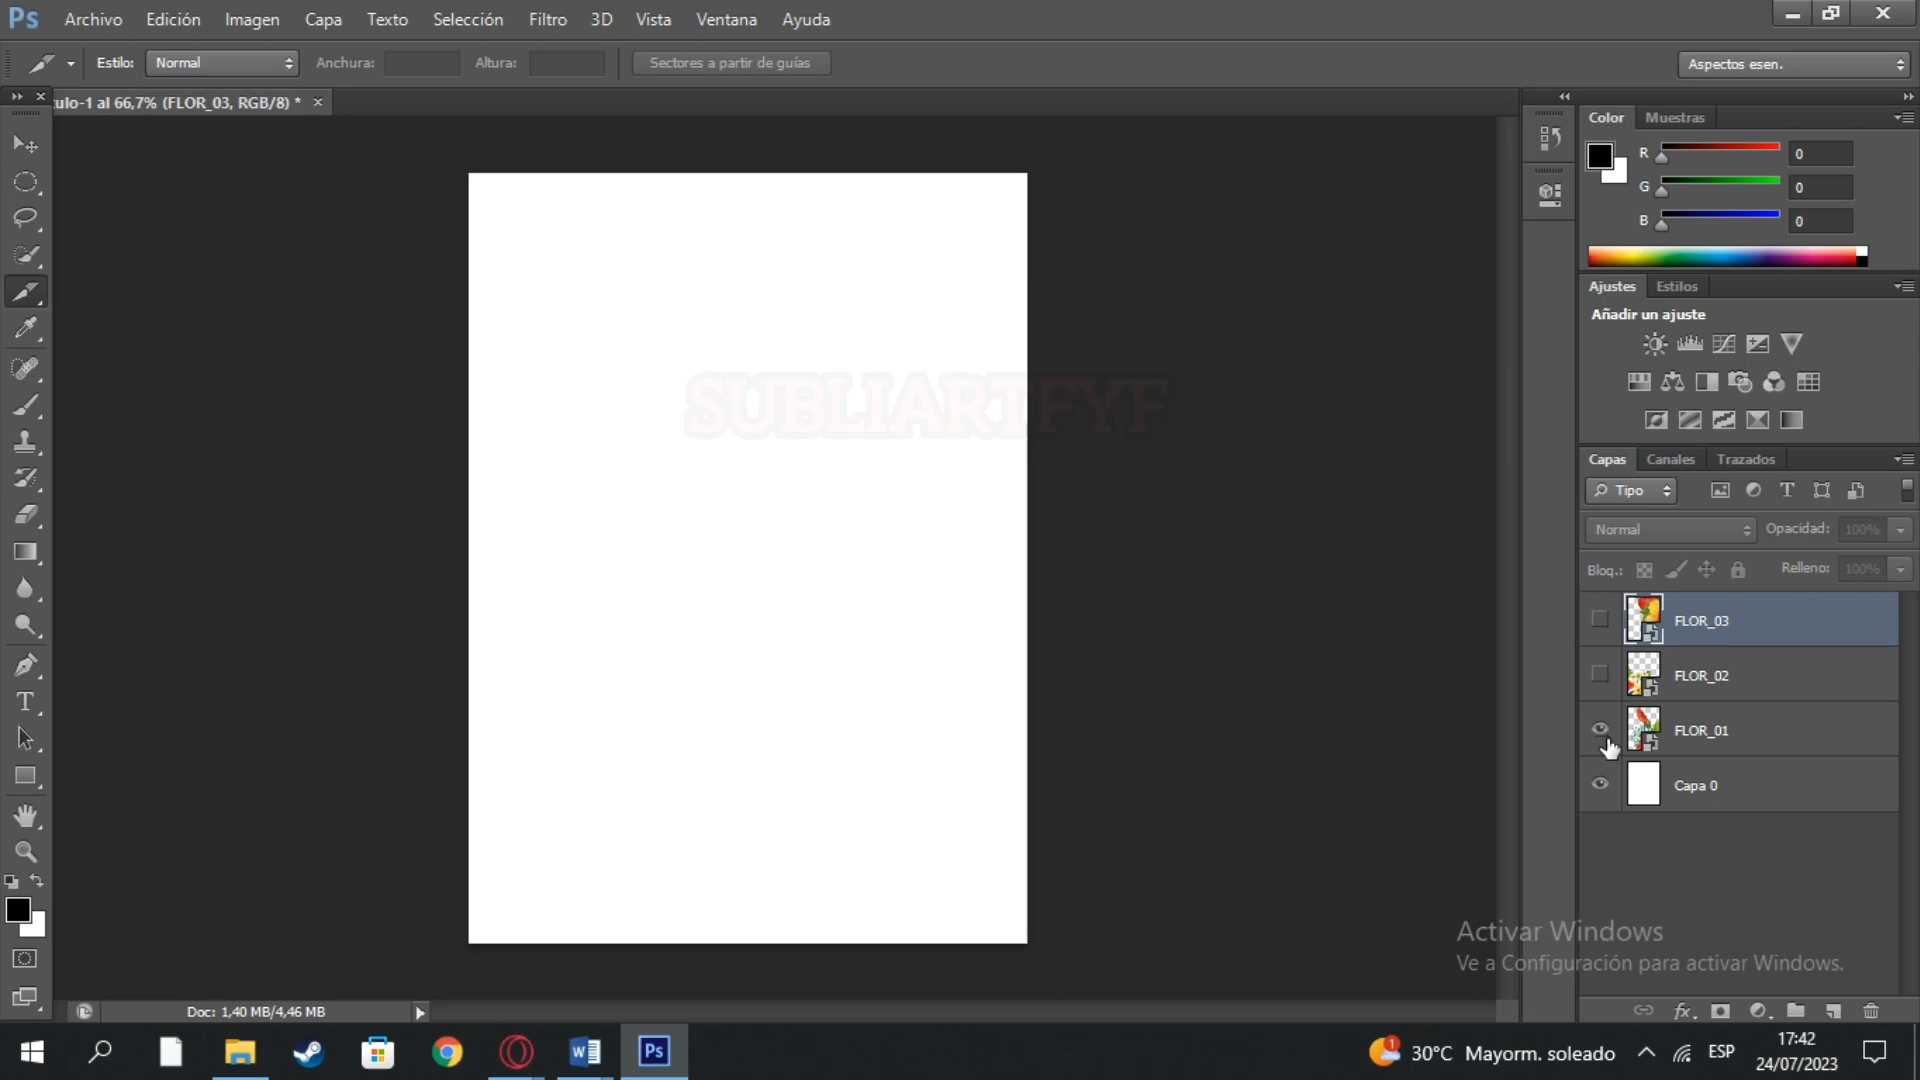 Ps Archivo Edición Imagen Capa Texto Selección Filtro 3D Vista Ventana Ayuda
Estilo: Normal Anchura: Altura: Sectores a partir de guías Aspectos esen.
ulo-1 al 66,7% (FLOR_03, RGB/8) * ×
Color Muestras
R 0
G 0
B 0
Ajustes Estilos
Añadir un ajuste
SUBLIARTFYF
Capas Canales Trazados
Tipo
Normal Opacidad: 100%
Bloq.: Relleno: 100%
FLOR_03
FLOR_02
FLOR_01
Capa 0
Activar Windows
Ve a Configuración para activar Windows.
Doc: 1,40 MB/4,46 MB
1 30°C Mayorm. soleado ESP 17:42
24/07/2023